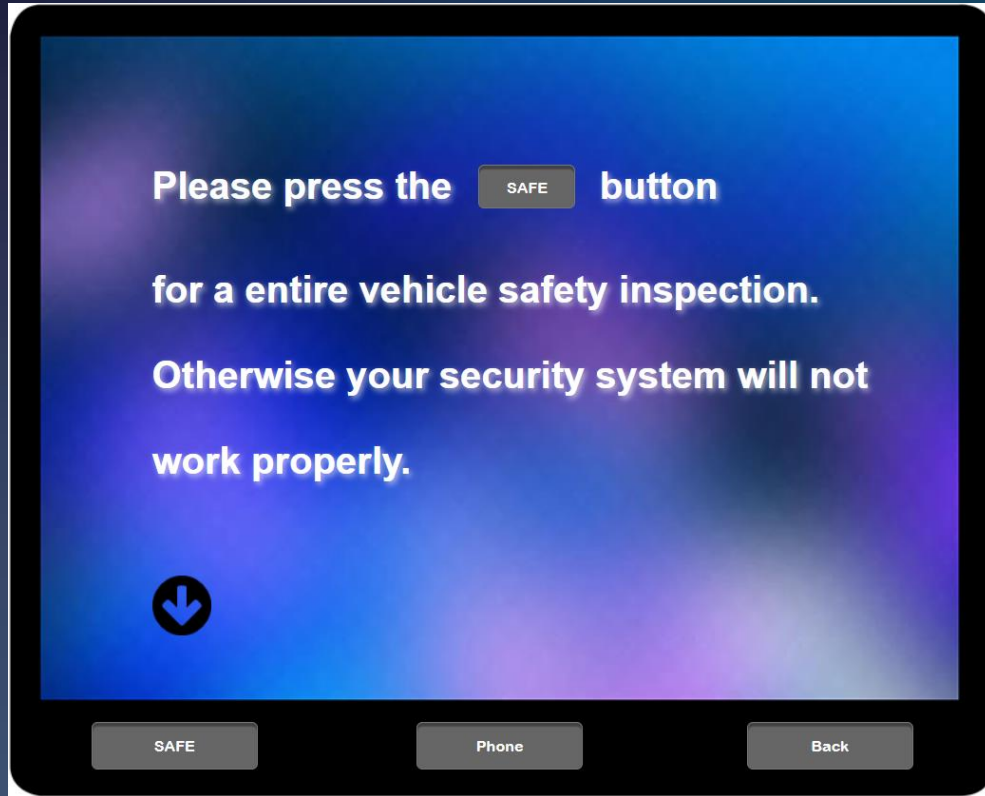 Please press the SAFE button
for a entire vehicle safety inspection.
Otherwise your security system will not
work properly.
SAFE Phone Back